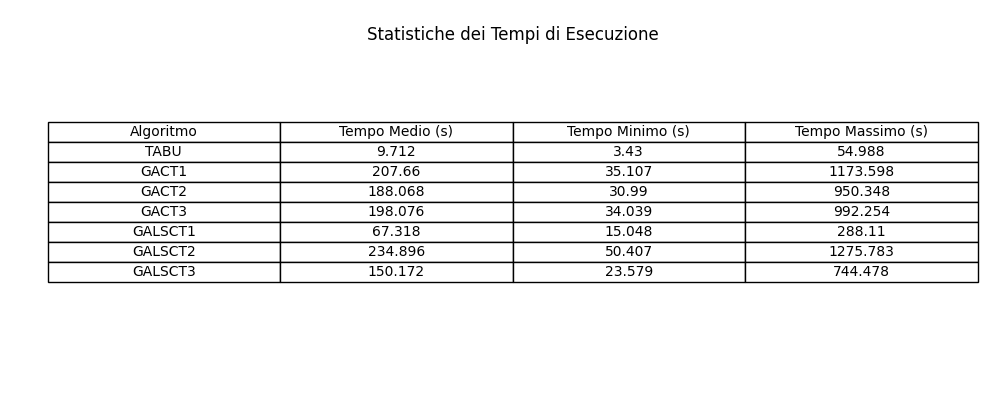 Statistiche dei Tempi di Esecuzione
Algoritmo Tempo Medio (s) Tempo Minimo (s) Tempo Massimo (s)
TABU 9.712 3.43 54.988
GACT1 207.66 35.107 1173.598
GACT2 188.068 30.99 950.348
GACT3 198.076 34.039 992.254
GALSCT1 67.318 15.048 288.11
GALSCT2 234.896 50.407 1275.783
GALSCT3 150.172 23.579 744.478